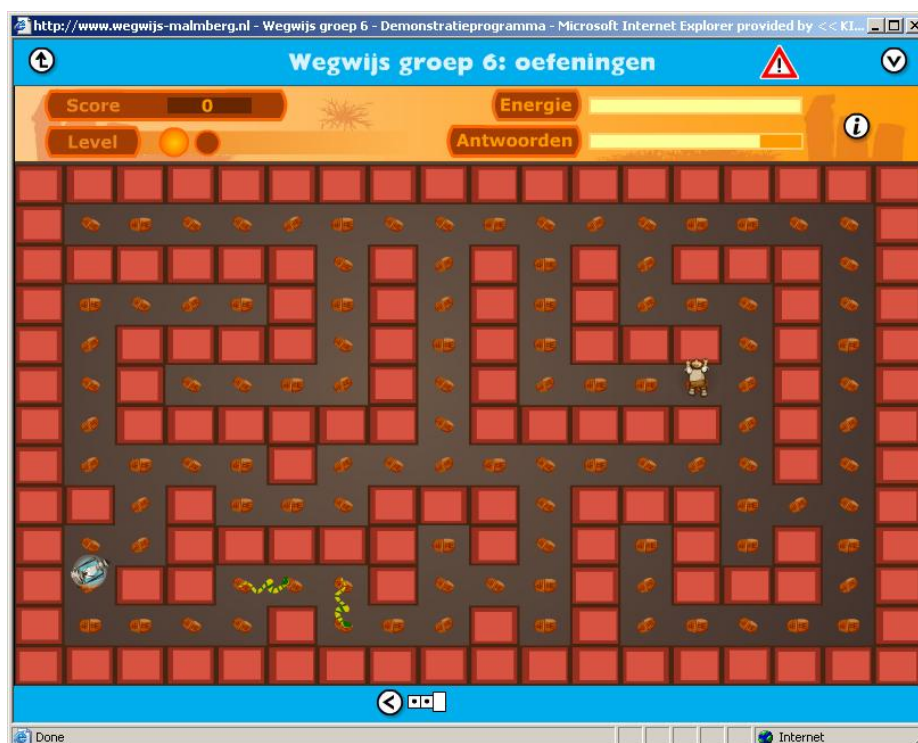 http://www.wegwijs-malmberg.nl - Wegwijs groep 6 - Demonstratieprogramma - Microsoft Internet Explorer provided by << KI...
Wegwijs groep 6: oefeningen
Score 0 Energie
Level Antwoorden
i
Done Internet